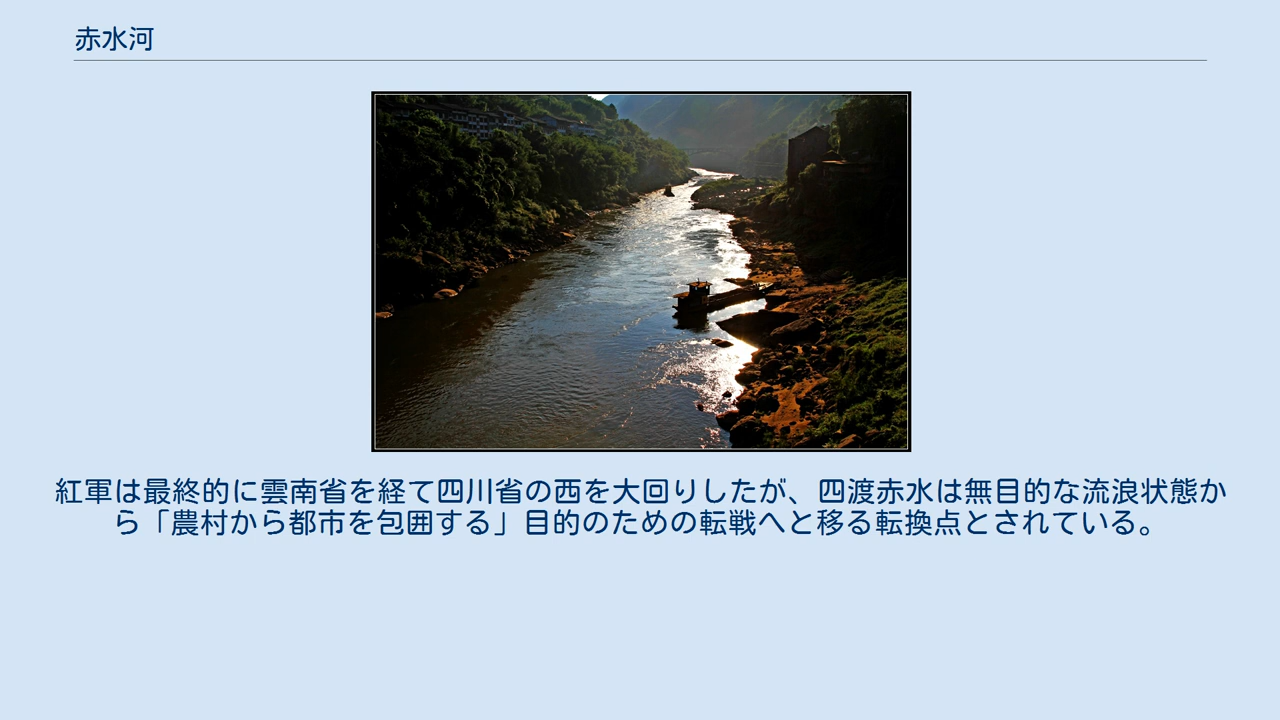 赤水河
紅軍は最終的に雲南省を経て四川省の西を大回りしたが、四渡赤水は無目的な流浪状態か
ら「農村から都市を包囲する」目的のための転戦へと移る転換点とされている。